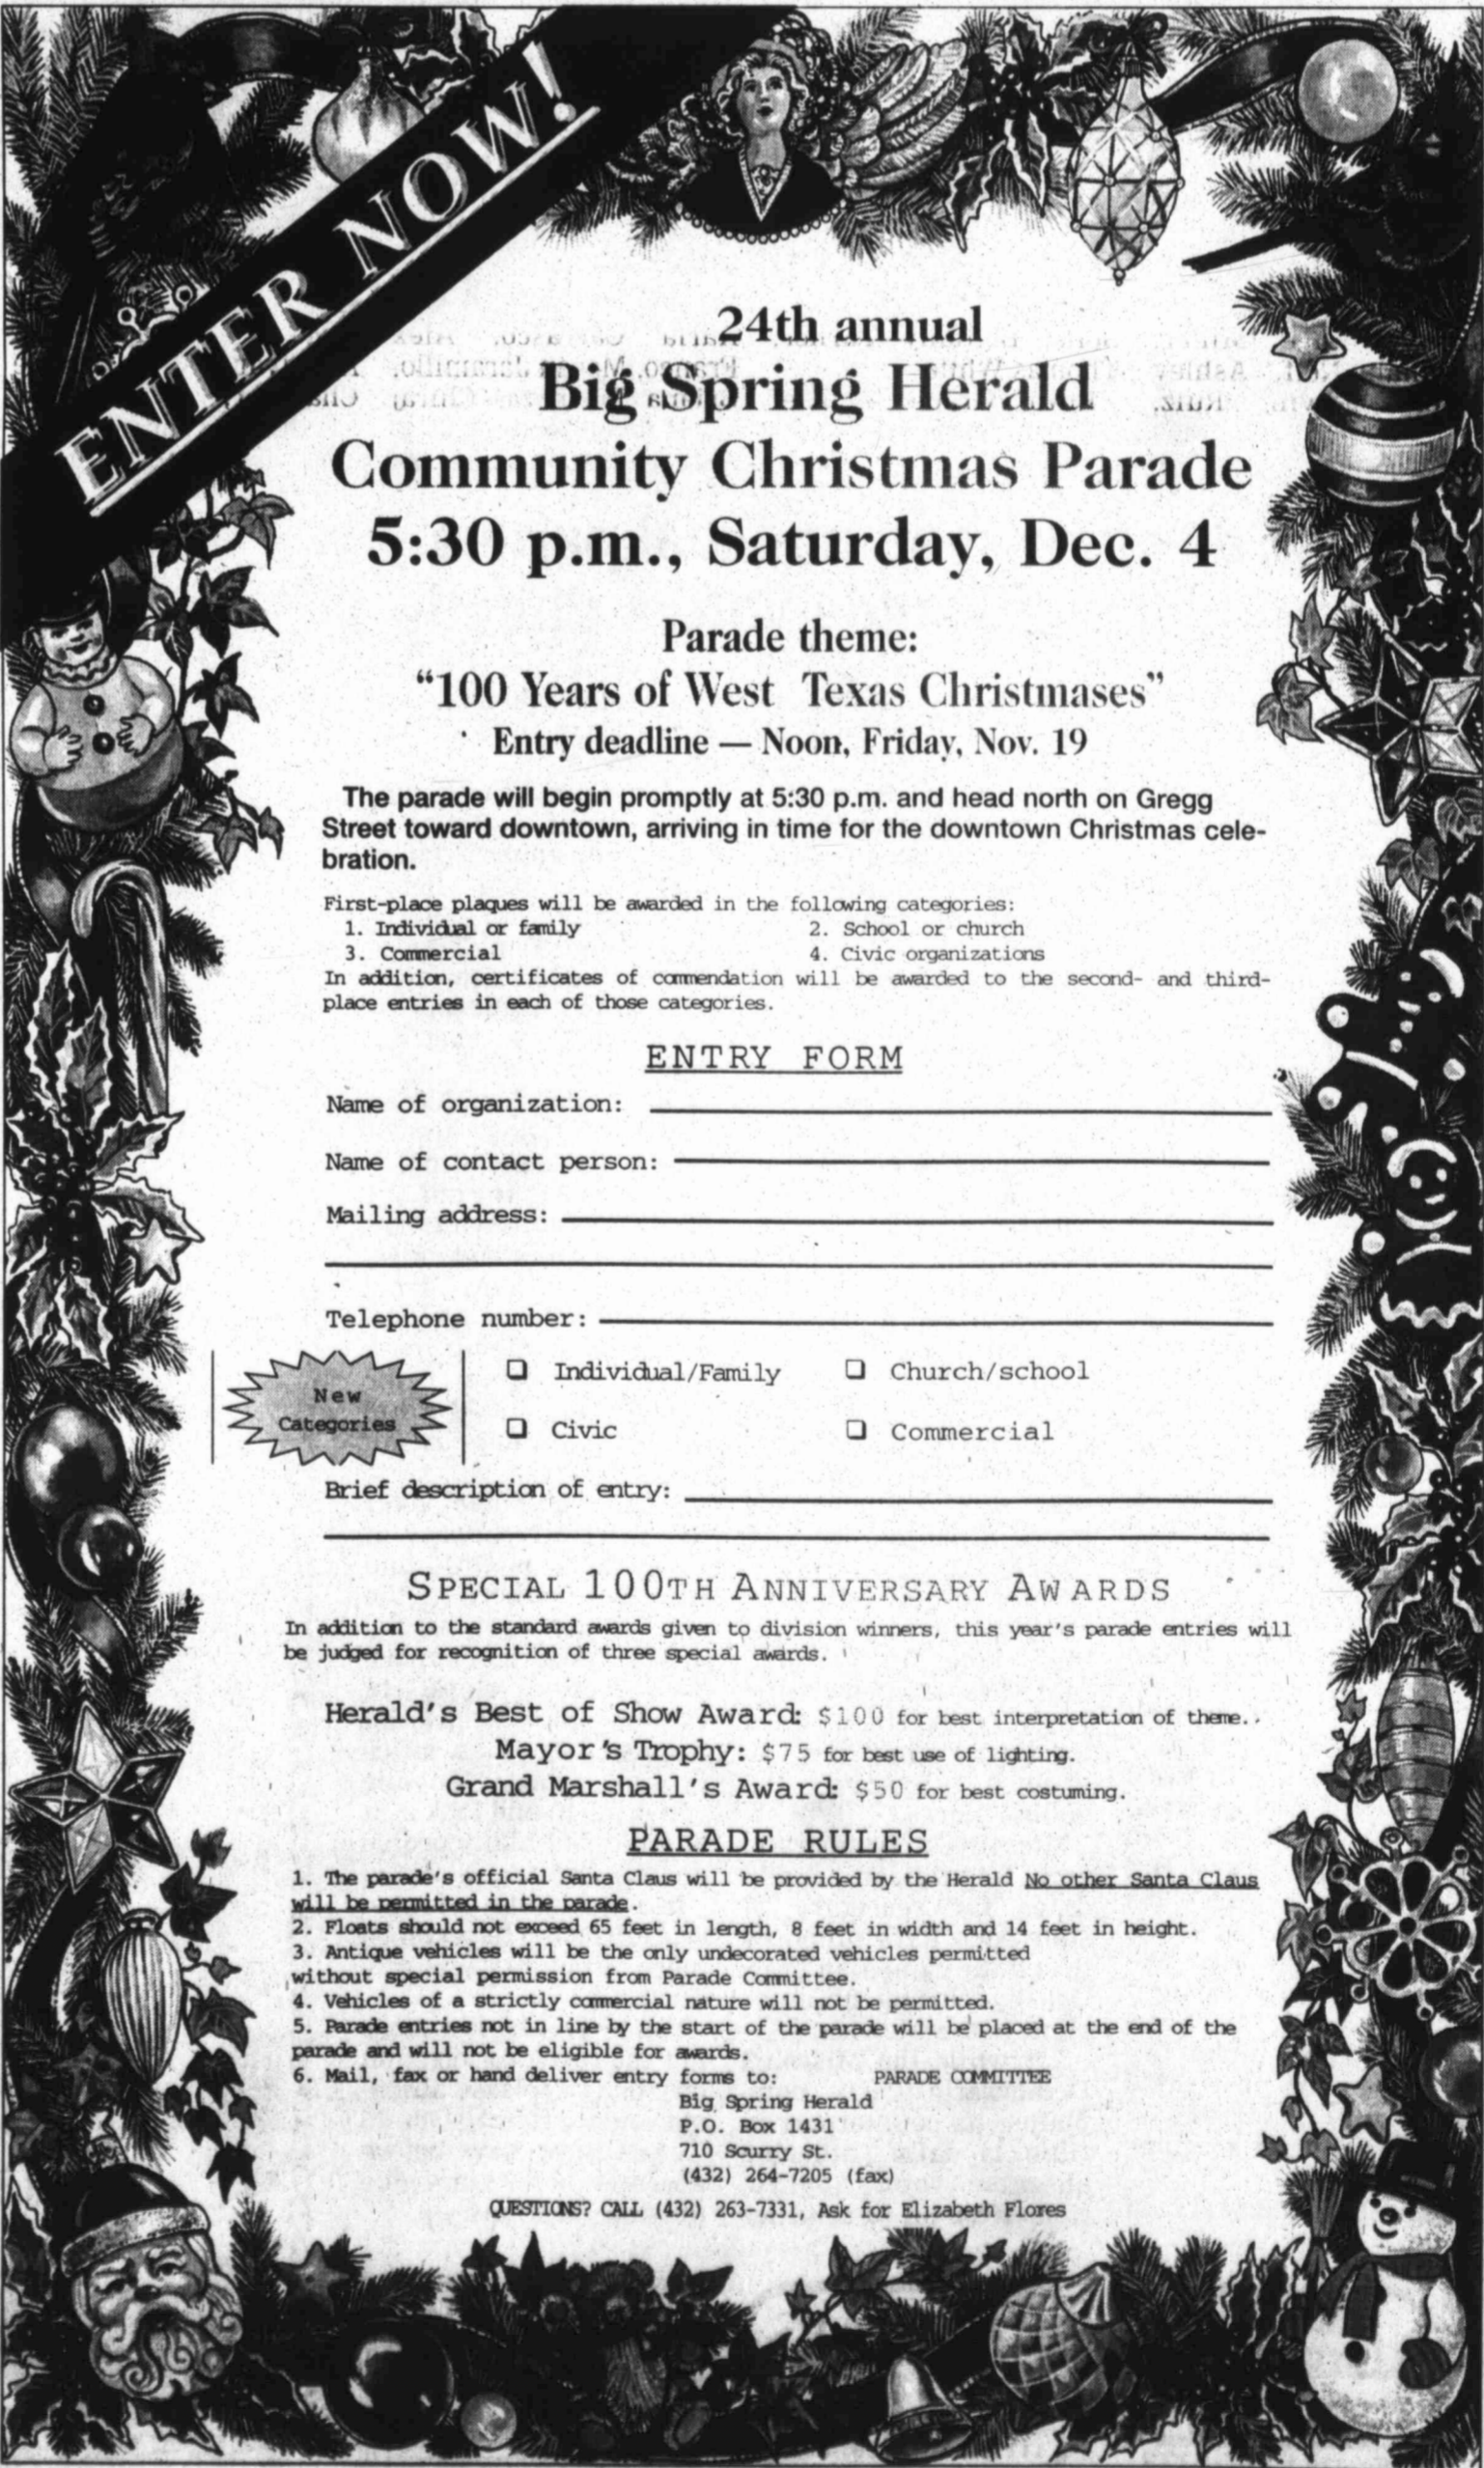 ENTER NOW!
24th annual
Big Spring Herald
Community Christmas Parade
5:30 p.m., Saturday, Dec. 4
Parade theme:
“100 Years of West Texas Christmases”
Entry deadline — Noon, Friday, Nov. 19
The parade will begin promptly at 5:30 p.m. and head north on Gregg
Street toward downtown, arriving in time for the downtown Christmas cele-
bration.
First-place plaques will be awarded in the following categories:
1. Individual or family 2. School or church
3. Commercial 4. Civic organizations
In addition, certificates of commendation will be awarded to the second- and third-
place entries in each of those categories.
ENTRY FORM
Name of organization:
Name of contact person:
Mailing address:
Telephone number:
New
Categories
❏ Individual/Family ❏ Church/school
❏ Civic ❏ Commercial
Brief description of entry:
SPECIAL 100TH ANNIVERSARY AWARDS
In addition to the standard awards given to division winners, this year's parade entries will
be judged for recognition of three special awards.
Herald's Best of Show Award: $100 for best interpretation of theme..
Mayor's Trophy: $75 for best use of lighting.
Grand Marshall's Award: $50 for best costuming.
PARADE RULES
1. The parade's official Santa Claus will be provided by the Herald No other Santa Claus
will be permitted in the parade.
2. Floats should not exceed 65 feet in length, 8 feet in width and 14 feet in height.
3. Antique vehicles will be the only undecorated vehicles permitted
without special permission from Parade Committee.
4. Vehicles of a strictly commercial nature will not be permitted.
5. Parade entries not in line by the start of the parade will be placed at the end of the
parade and will not be eligible for awards.
6. Mail, fax or hand deliver entry forms to: PARADE COMMITTEE
Big Spring Herald
P.O. Box 1431
710 Scurry St.
(432) 264-7205 (fax)
QUESTIONS? CALL (432) 263-7331, Ask for Elizabeth Flores